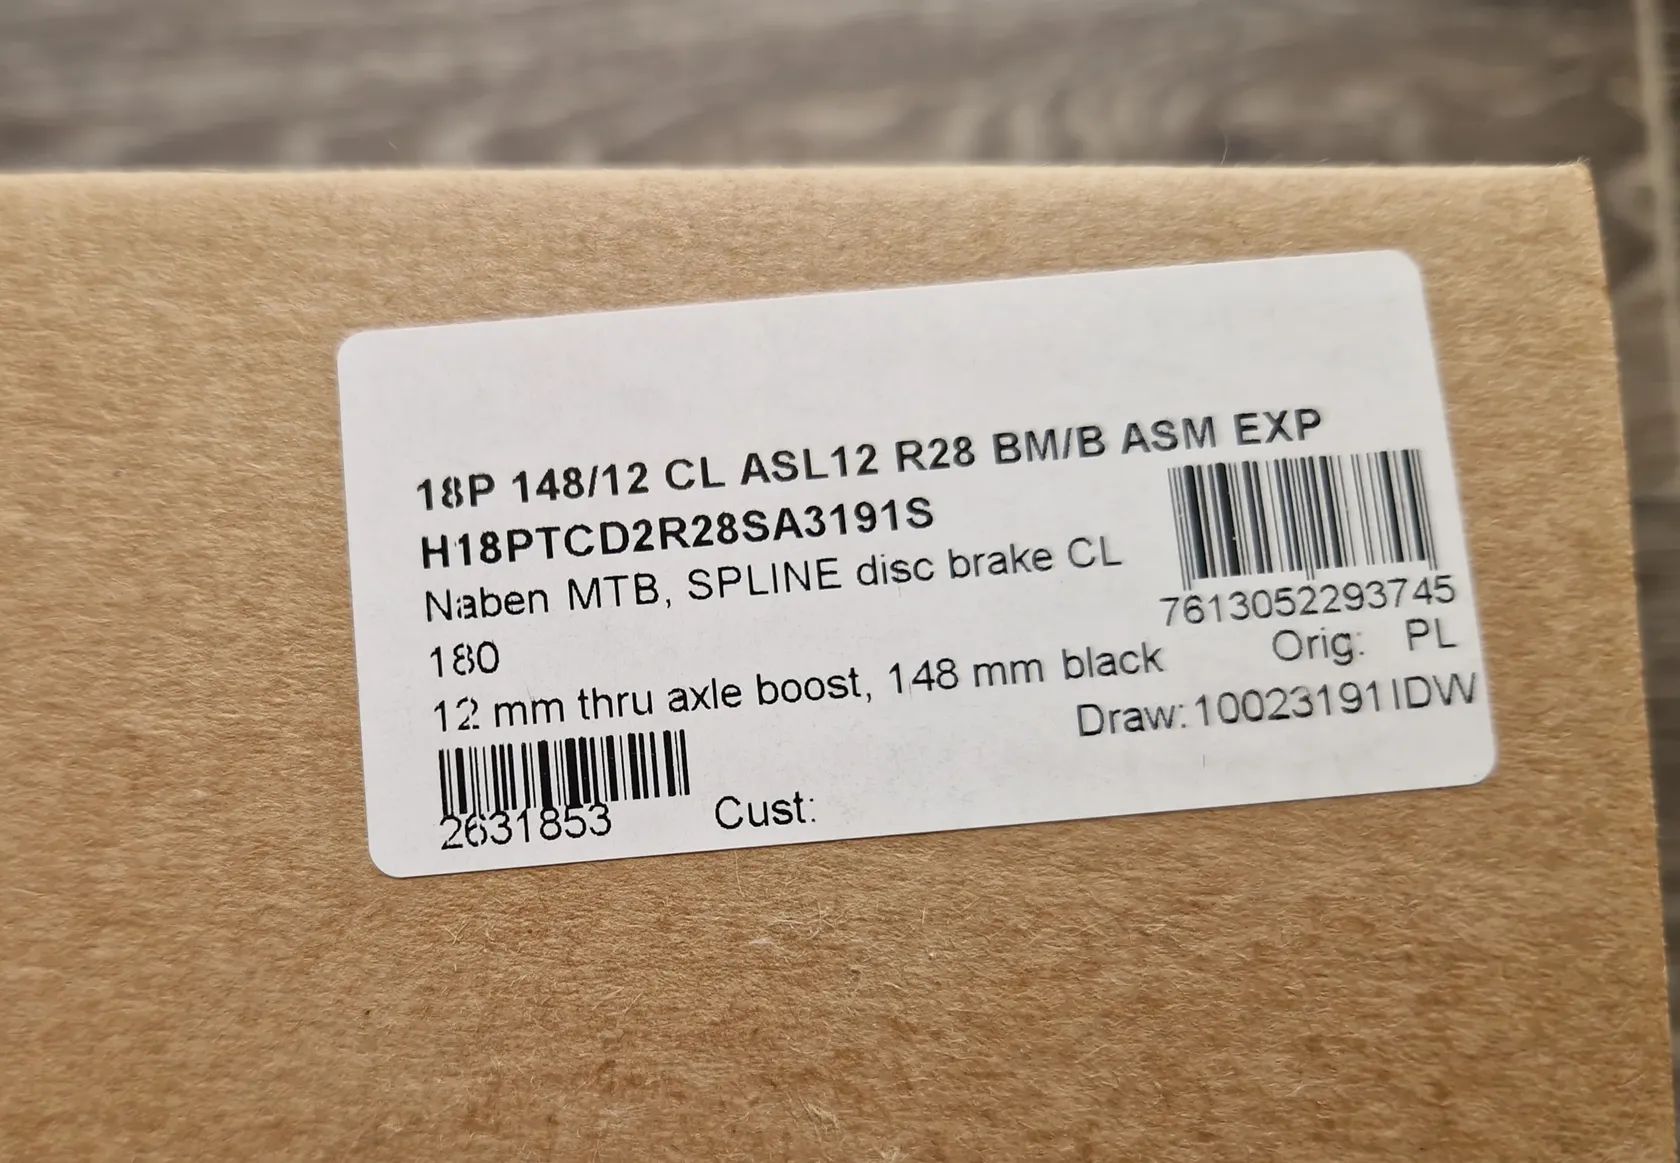 18P 148/12 CL ASL12 R28 BM/B ASM EXP
H18PTCD2R28SA3191S
Naben MTB, SPLINE disc brake CL
7613052293745
180
Orig: PL
12 mm thru axle boost, 148 mm black
Draw:10023191IDW
2631853
Cust: